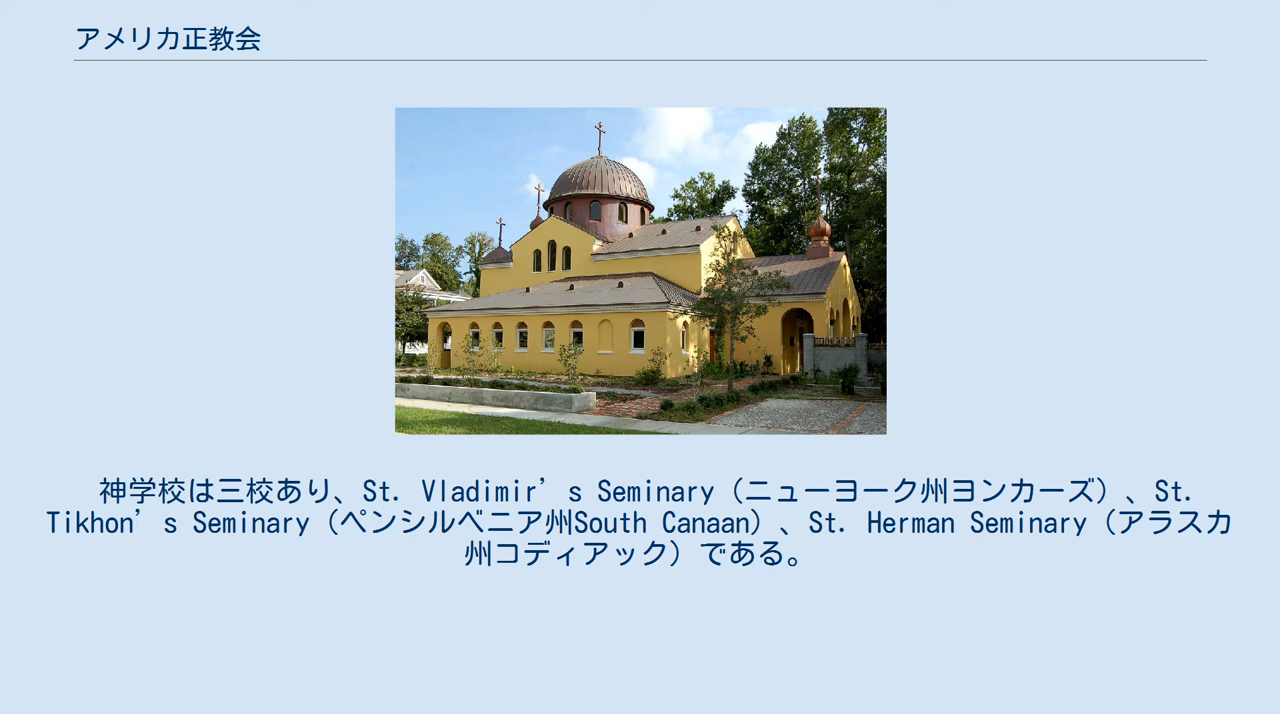 アメリカ正教会
神学校は三校あり、St. Vladimir’s Seminary（ニューヨーク州ヨンカーズ）、St.
Tikhon’s Seminary（ペンシルベニア州South Canaan）、St. Herman Seminary（アラスカ
州コディアック）である。